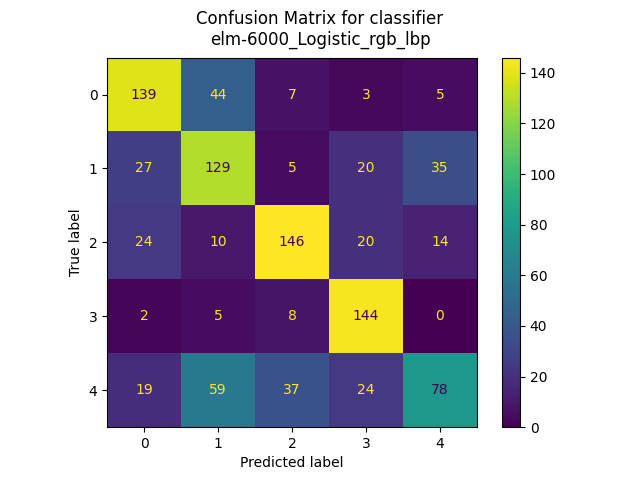 Confusion Matrix for classifier
elm-6000_Logistic_rgb_lbp
True label
0 139 44 7 3 5
1 27 129 5 20 35
2 24 10 146 20 14
3 2 5 8 144 0
4 19 59 37 24 78
0 1 2 3 4
Predicted label
140
120
100
80
60
40
20
0